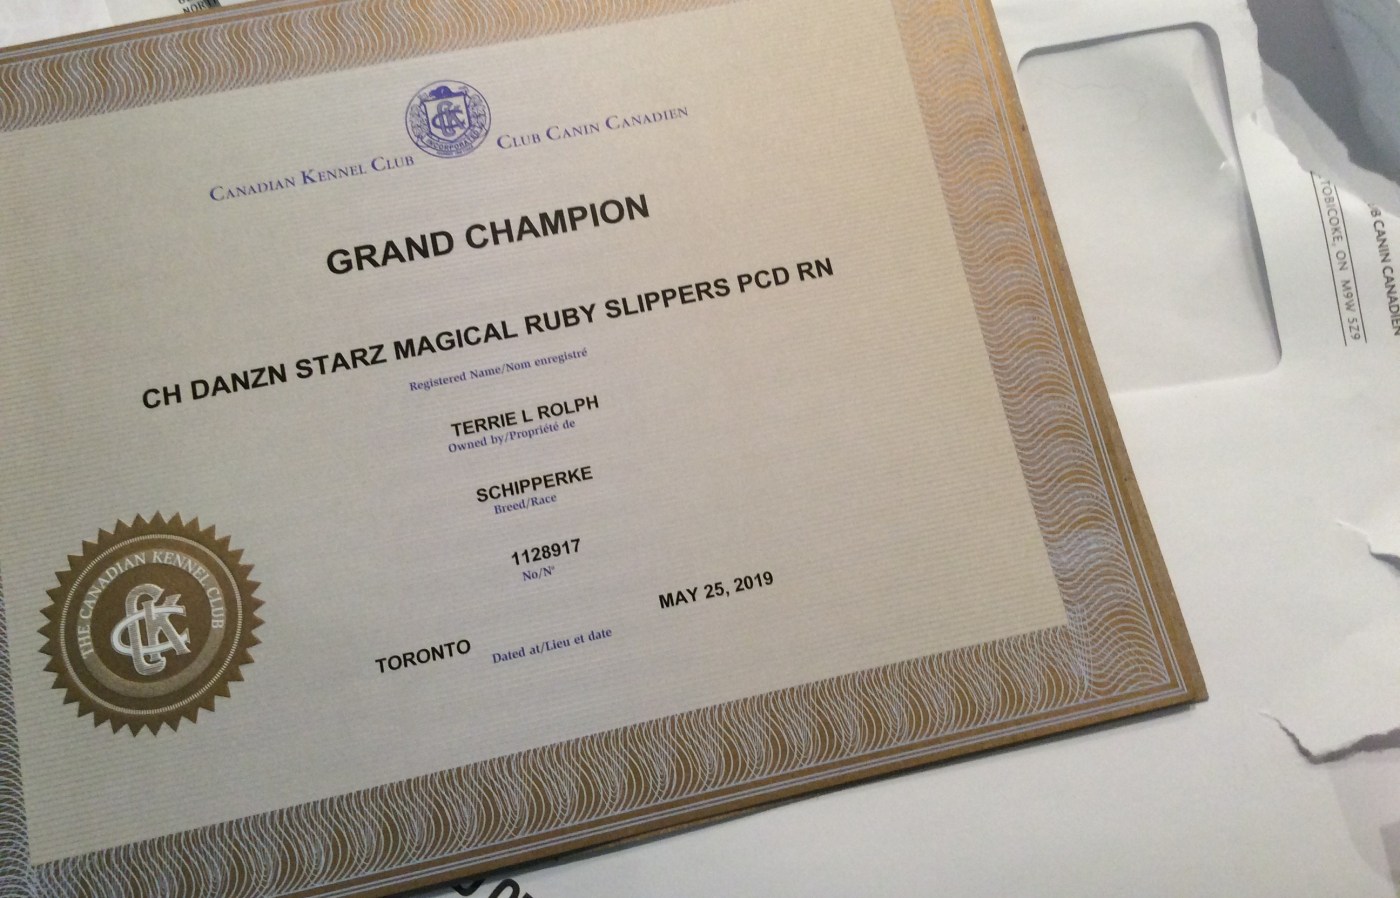 CANADIAN KENNEL CLUB
CKC
INCORPORATED
CLUB CANIN CANADIEN
GRAND CHAMPION
CH DANZN STARZ MAGICAL RUBY SLIPPERS PCD RN
Registered Name/Nom enregistré
TERRIE L ROLPH
Owned by/Propriété de
SCHIPPERKE
Breed/Race
1128917
No/N°
MAY 25, 2019
TORONTO
Dated at/Lieu et date
THE CANADIAN KENNEL CLUB
CKC
TOBICOKE, ON M9W 5Z9
CANIN CANADIEN